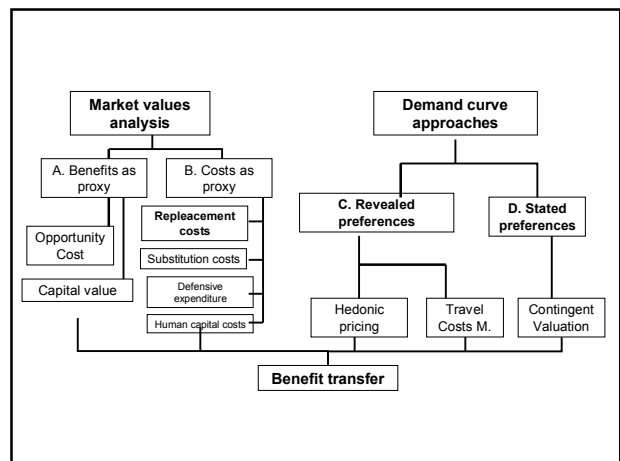 Market values
analysis
Demand curve
approaches
A. Benefits as
proxy
B. Costs as
proxy
C. Revealed
preferences
D. Stated
preferences
Repleacement
costs
Opportunity
Cost
Substitution costs
Capital value
Defensive
expenditure
Human capital costs
Hedonic
pricing
Travel
Costs M.
Contingent
Valuation
Benefit transfer